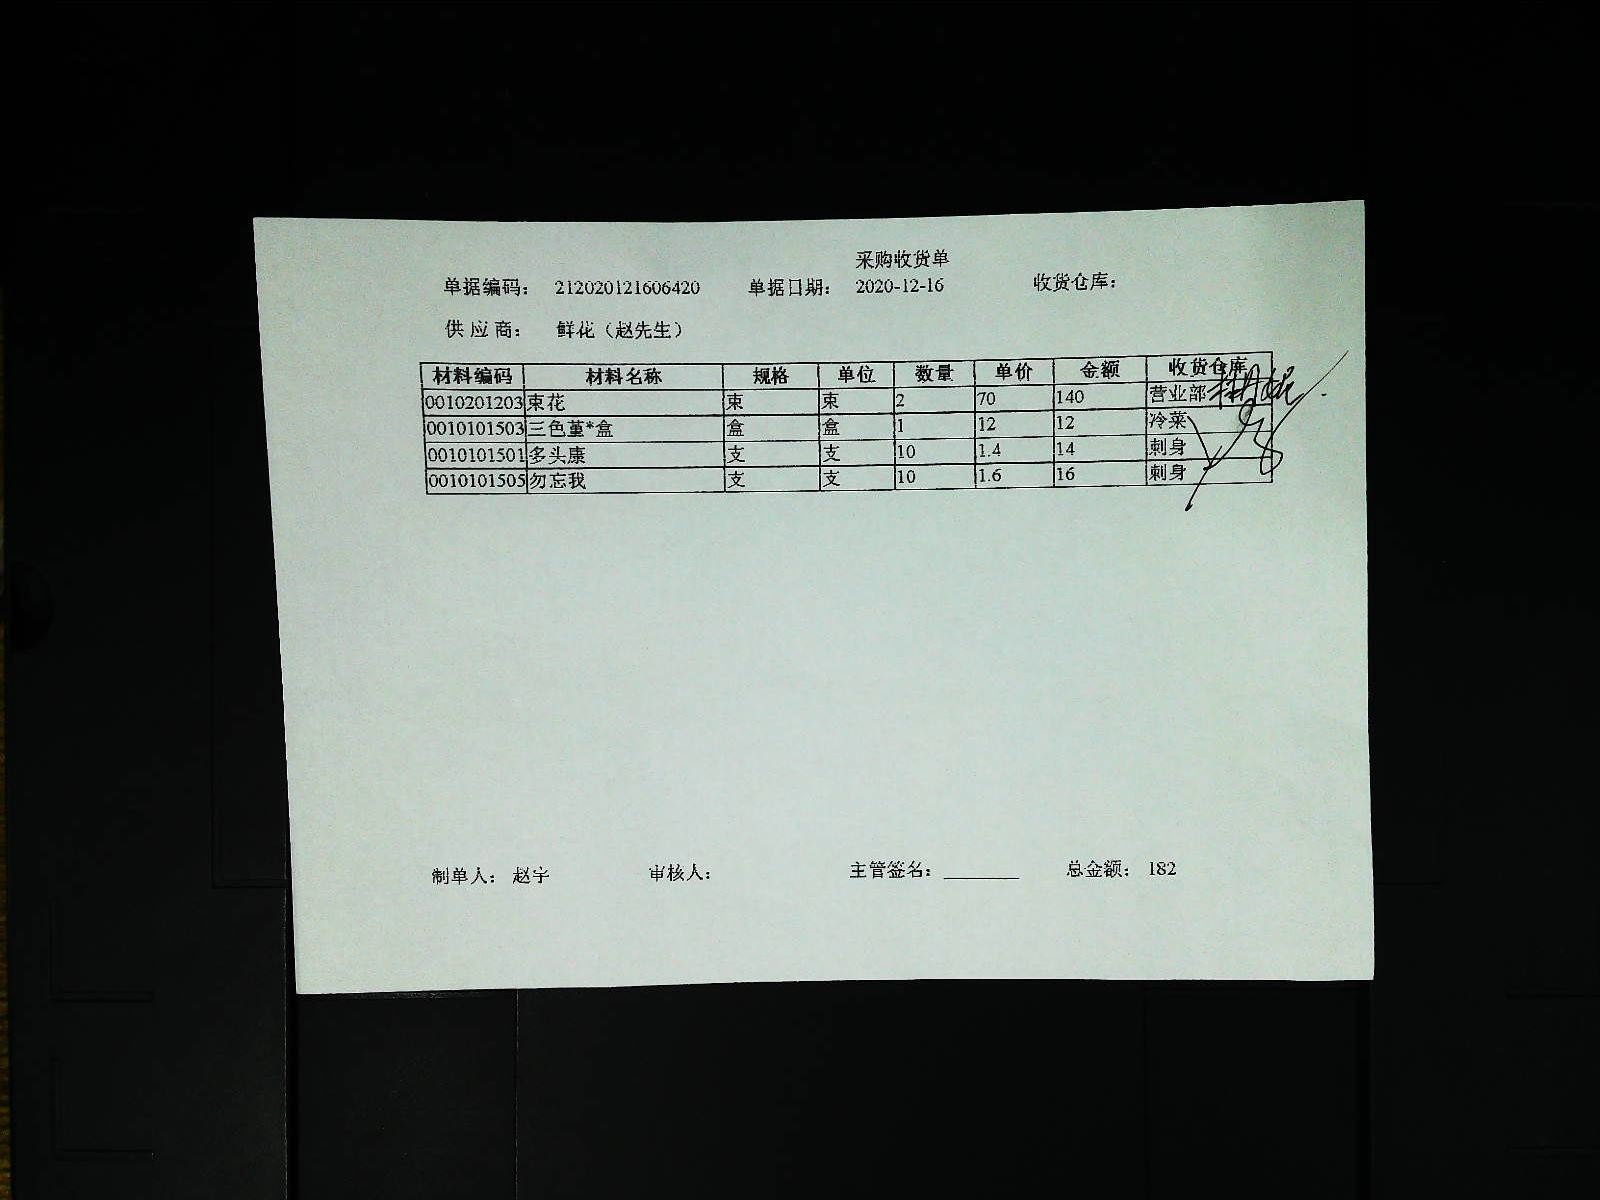 采购收货单
单据编码： 212020121606420 单据日期： 2020-12-16 收货仓库：
供应商： 鲜花（赵先生）
材料编码 材料名称 规格 单位 数量 单价 金额 收货仓库
0010201203 束花 束 束 2 70 140 营业部
0010101503 三色堇*盒 盒 盒 1 12 12 冷菜
0010101501 多头康 支 支 10 1.4 14 刺身
0010101505 勿忘我 支 支 10 1.6 16 刺身
制单人： 赵宇 审核人： 主管签名： 总金额： 182